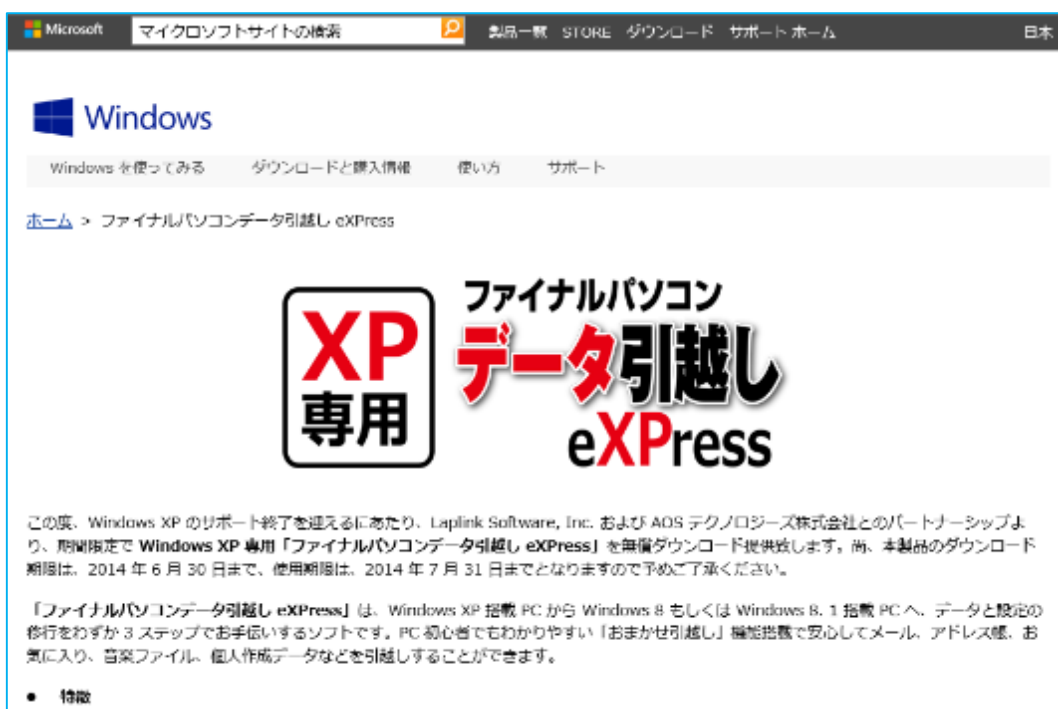 Microsoft マイクロソフトサイトの検索 製品一覧 STORE ダウンロード サポート ホーム 日本
Windows
Windows を使ってみる ダウンロードと購入情報 使い方 サポート
ホーム > ファイナルパソコンデータ引越し eXPress
XP
専用
ファイナルパソコン
データ引越し
eXPress
この度、Windows XP のサポート終了を迎えるにあたり、Laplink Software, Inc. および AOS テクノロジーズ株式会社とのパートナーシップよ
り、期間限定で Windows XP 専用「ファイナルパソコンデータ引越し eXPress」を無償ダウンロード提供致します。尚、本製品のダウンロード
期限は、2014 年 6 月 30 日まで、使用期限は、2014 年 7 月 31 日までとなりますので予めご了承ください。
「ファイナルパソコンデータ引越し eXPress」は、Windows XP 搭載 PC から Windows 8 もしくは Windows 8. 1 搭載 PC へ、データと設定の
移行をわずか 3 ステップでお手伝いするソフトです。PC 初心者でもわかりやすい「おまかせ引越し」機能搭載で安心してメール、アドレス帳、お
気に入り、音楽ファイル、個人作成データなどを引越しすることができます。
● 特徴